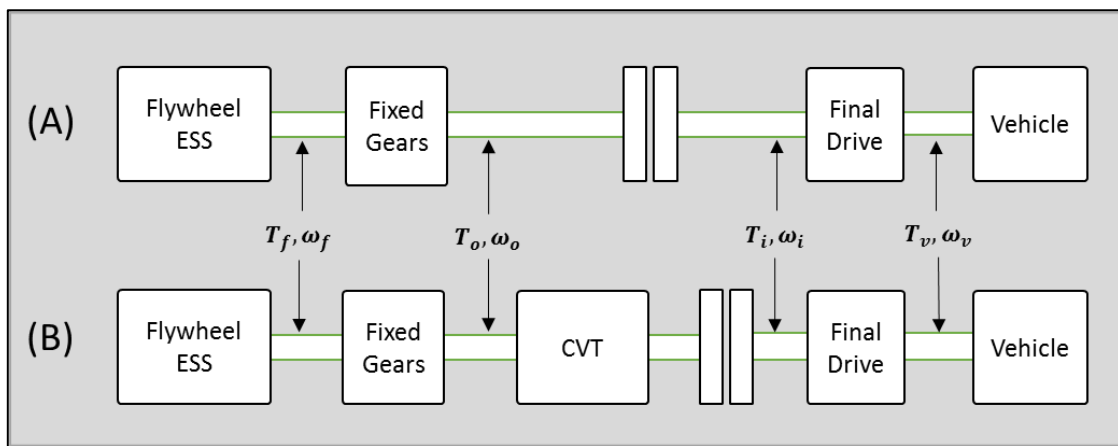 (A)
Flywheel
ESS
Fixed
Gears
Final
Drive
Vehicle
T_f, ω_f
T_o, ω_o
T_i, ω_i
T_v, ω_v
(B)
Flywheel
ESS
Fixed
Gears
CVT
Final
Drive
Vehicle